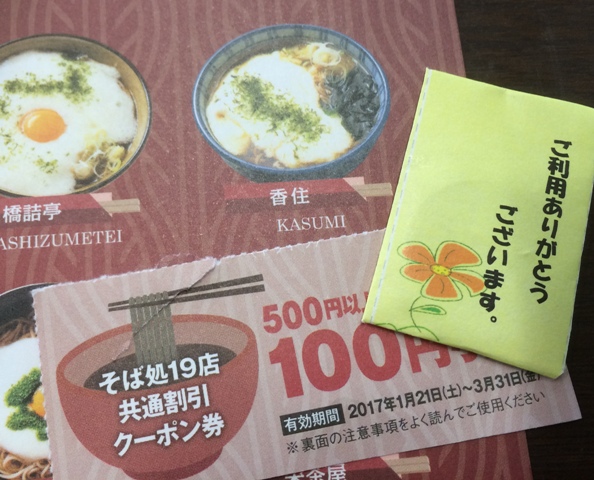 橋詰亭
ASHIZUMETEI
香住
KASUMI
ご利用ありがとう
ございます。
500円以
100円
そば処19店
共通割引
クーポン券
有効期間 2017年1月21日(土)～3月31日(金)
※裏面の注意事項をよく読んでご使用ください